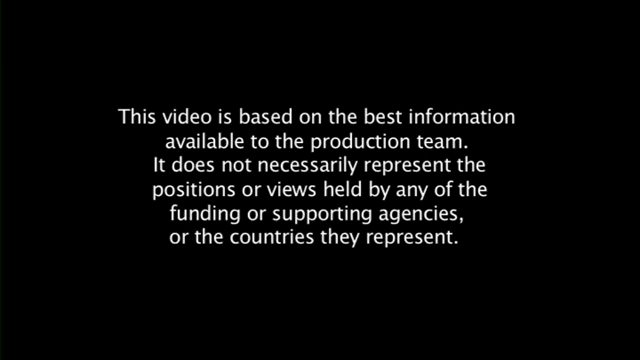 This video is based on the best information
available to the production team.
It does not necessarily represent the
positions or views held by any of the
funding or supporting agencies,
or the countries they represent.